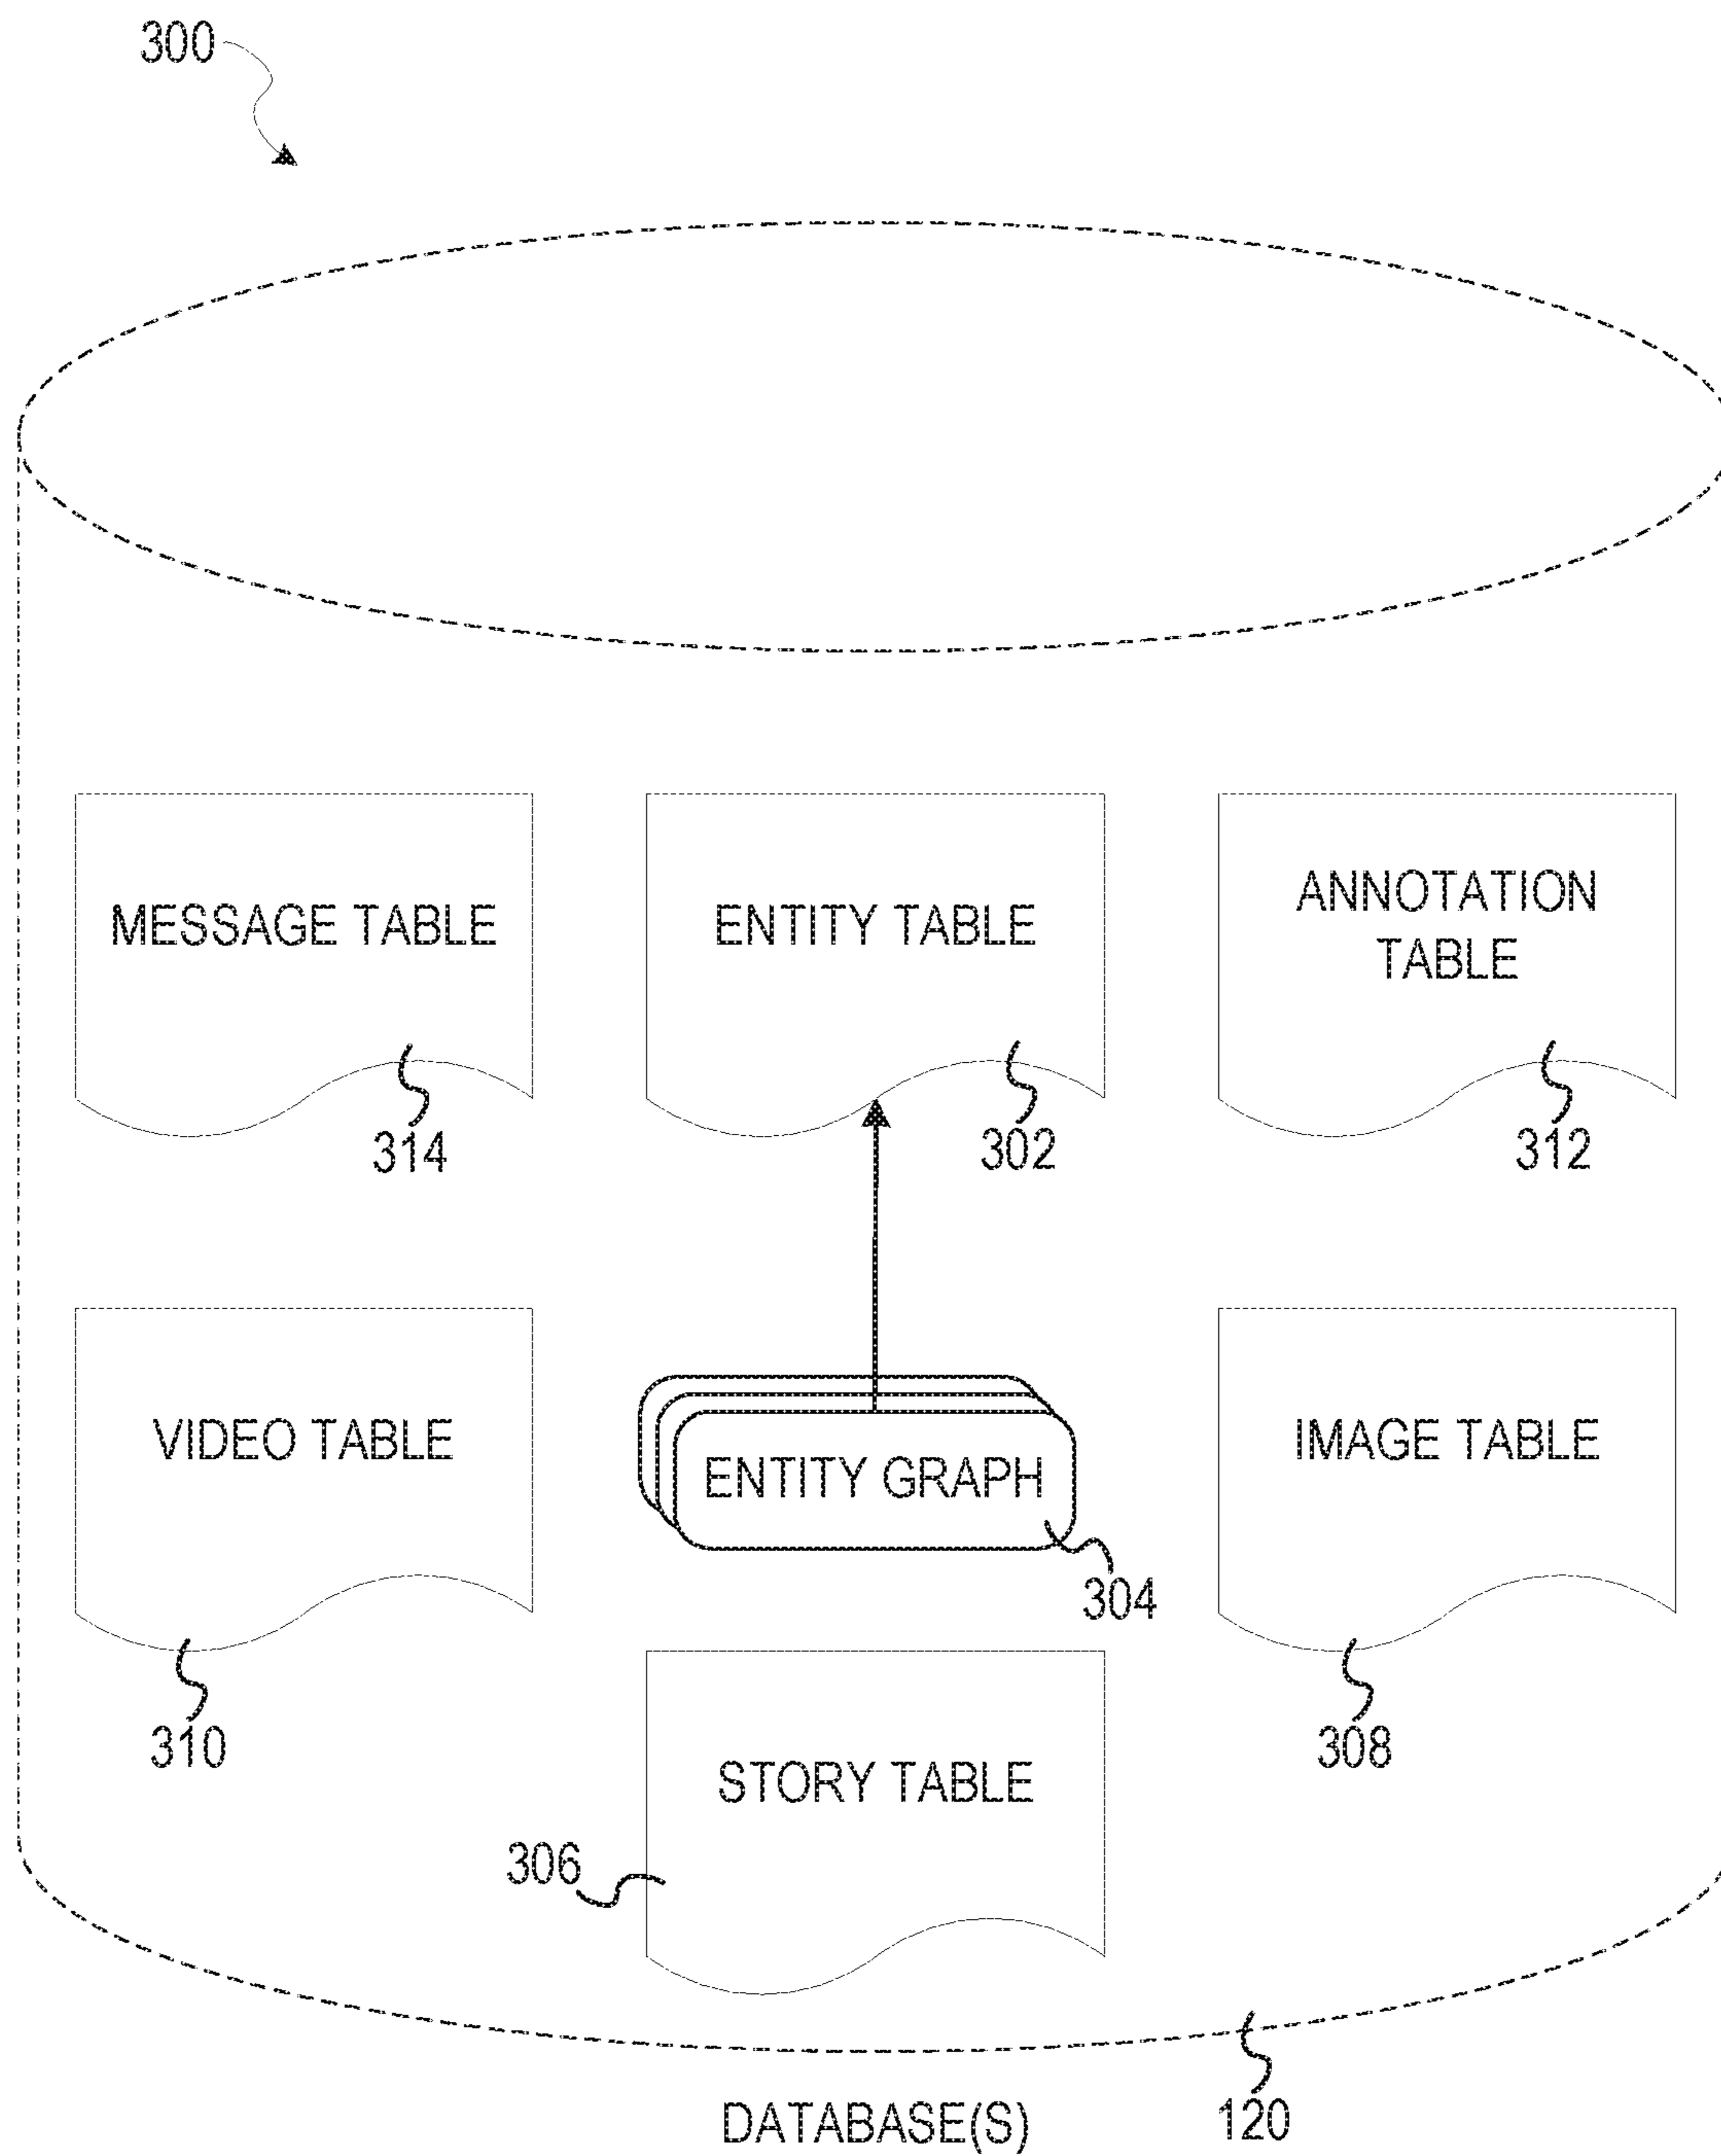 300
MESSAGE TABLE
ENTITY TABLE
ANNOTATION
TABLE
314
302
312
VIDEO TABLE
ENTITY GRAPH
IMAGE TABLE
304
310
308
STORY TABLE
306
DATABASE(S)
120